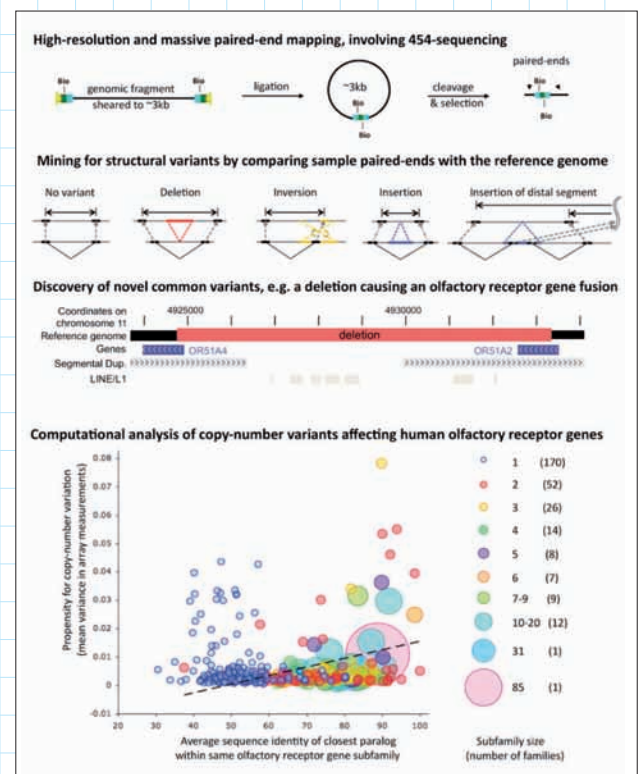 High-resolution and massive paired-end mapping, involving 454-sequencing
paired-ends
Bio
Bio
Bio
genomic fragment
ligation
~3kb
cleavage
sheared to ~3kb
Bio
& selection
Bio
Bio
Mining for structural variants by comparing sample paired-ends with the reference genome
No variant
Deletion
Inversion
Insertion
Insertion of distal segment
Discovery of novel common variants, e.g. a deletion causing an olfactory receptor gene fusion
Coordinates on
chromosome 11
4925000
4930000
Reference genome
deletion
Genes
OR51A4
OR51A2
Segmental Dup.
LINE/L1
Computational analysis of copy-number variants affecting human olfactory receptor genes
Propensity for copy-number variation
(mean variance in array measurements)
0.08
0.07
0.06
0.05
0.04
0.03
0.02
0.01
0
-0.01
20 30 40 50 60 70 80 90 100
Average sequence identity of closest paralog
within same olfactory receptor gene subfamily
1 (170)
2 (52)
3 (26)
4 (14)
5 (8)
6 (7)
7-9 (9)
10-20 (12)
31 (1)
85 (1)
Subfamily size
(number of families)